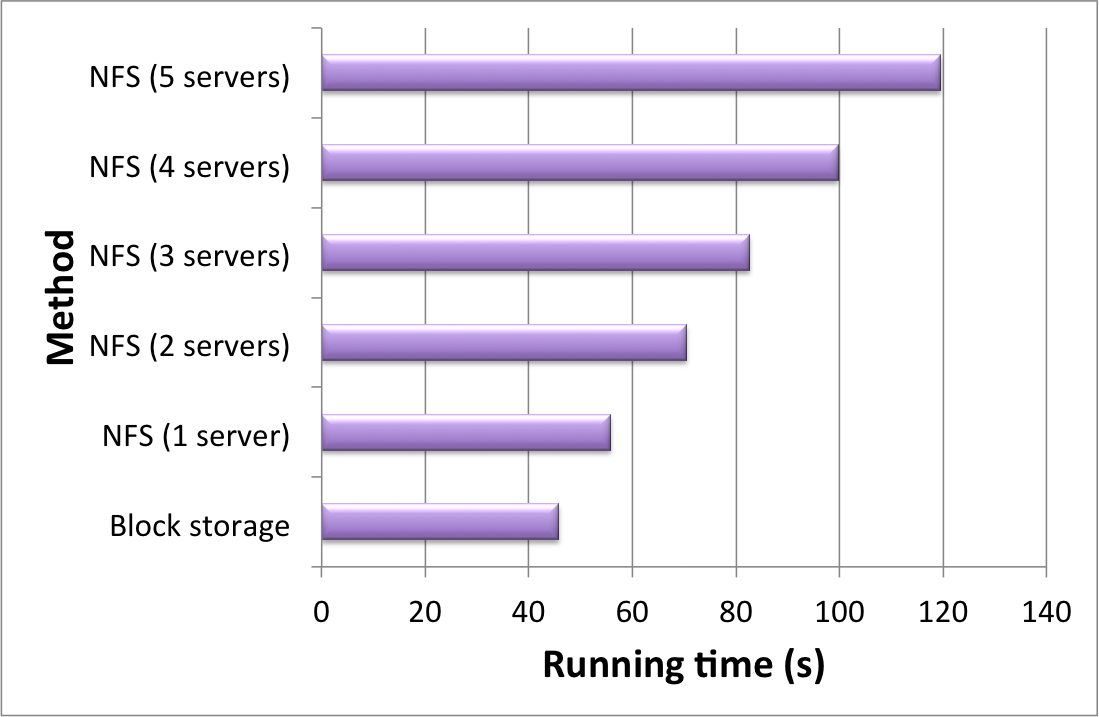 Method
NFS (5 servers)
NFS (4 servers)
NFS (3 servers)
NFS (2 servers)
NFS (1 server)
Block storage
0 20 40 60 80 100 120 140
Running time (s)